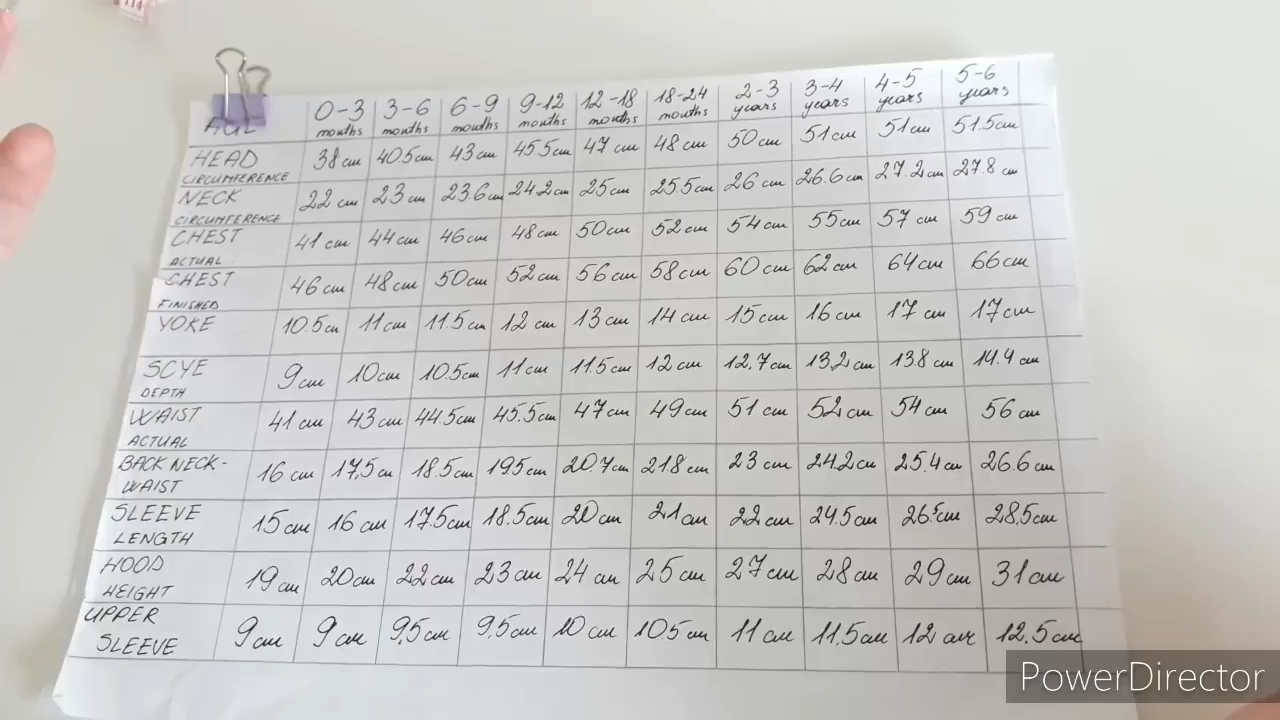 114
AGE 0-3 3-6 6-9 9-12 12-18 18-24 2-3 3-4 4-5 5-6
months months months months months months years years years years
HEAD 38 cm 40.5 cm 43 cm 45.5 cm 47 cm 48 cm 50 cm 51 cm 51 cm 51.5 cm
CIRCUMFERENCE
NECK 22 cm 23 cm 23.6 cm 24.2 cm 25 cm 25.5 cm 26 cm 26.6 cm 27.2 cm 27.8 cm
CIRCUMFERENCE
CHEST 41 cm 44 cm 46 cm 48 cm 50 cm 52 cm 54 cm 55 cm 57 cm 59 cm
ACTUAL
CHEST 46 cm 48 cm 50 cm 52 cm 56 cm 58 cm 60 cm 62 cm 64 cm 66 cm
FINISHED
YOKE 10.5 cm 11 cm 11.5 cm 12 cm 13 cm 14 cm 15 cm 16 cm 17 cm 17 cm
SCYE 9 cm 10 cm 10.5 cm 11 cm 11.5 cm 12 cm 12.7 cm 13.2 cm 13.8 cm 14.4 cm
DEPTH
WAIST 41 cm 43 cm 44.5 cm 45.5 cm 47 cm 49 cm 51 cm 52 cm 54 cm 56 cm
ACTUAL
BACK NECK- 16 cm 17.5 cm 18.5 cm 19.5 cm 20.7 cm 21.8 cm 23 cm 24.2 cm 25.4 cm 26.6 cm
WAIST
SLEEVE 15 cm 16 cm 17.5 cm 18.5 cm 20 cm 21 cm 22 cm 24.5 cm 26.5 cm 28.5 cm
LENGTH
HOOD 19 cm 20 cm 22 cm 23 cm 24 cm 25 cm 27 cm 28 cm 29 cm 31 cm
HEIGHT
UPPER 9 cm 9 cm 9.5 cm 9.5 cm 10 cm 10.5 cm 11 cm 11.5 cm 12 cm 12.5 cm
SLEEVE
PowerDirector